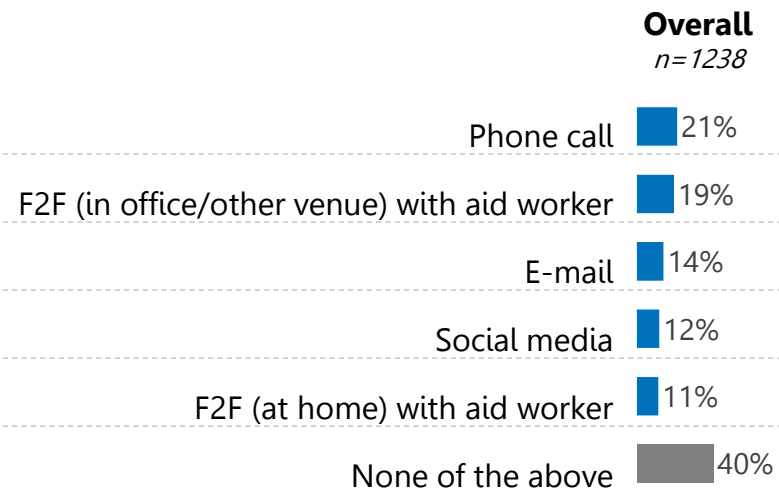 Overall
n=1238
Phone call 21%
F2F (in office/other venue) with aid worker 19%
E-mail 14%
Social media 12%
F2F (at home) with aid worker 11%
None of the above 40%